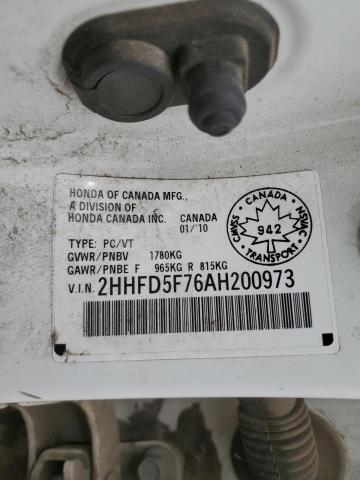 HONDA OF CANADA MFG.,
A DIVISION OF
HONDA CANADA INC. CANADA
01/'10
TYPE: PC/VT
GVWR/PNBV 1780KG
GAWR/PNBE F 965KG R 815KG
V.I.N. 2HHFD5F76AH200973
CANADA
CMVSS
942
NSVAC
TRANSPORT